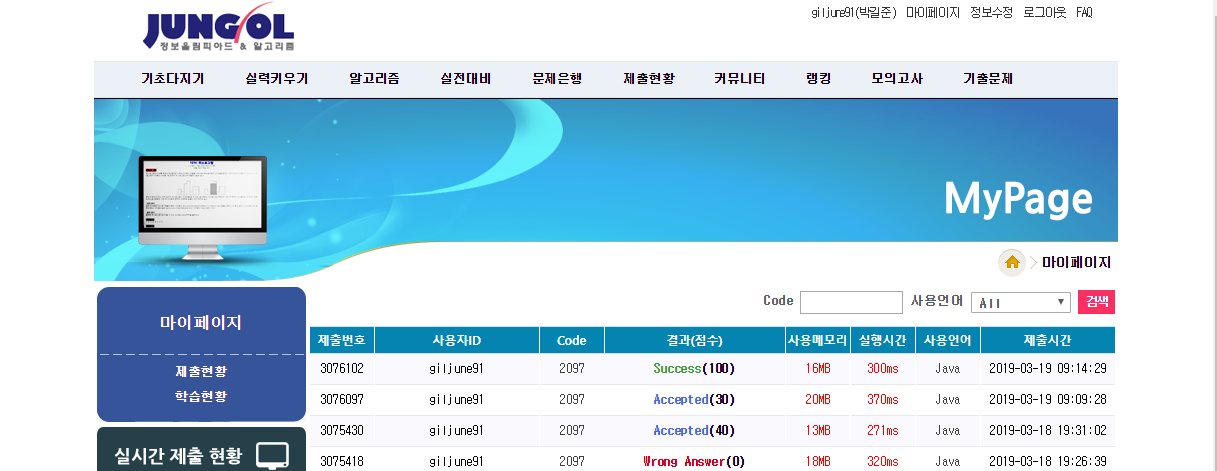 JUNGOL
정보올림피아드 & 알고리즘
giljune91(박길준) 마이페이지 정보수정 로그아웃 FAQ
기초다지기 실력키우기 알고리즘 실전대비 문제은행 제출현황 커뮤니티 랭킹 모의고사 기출문제
MyPage
마이페이지
마이페이지
제출현황
학습현황
실시간 제출 현황
Code 사용언어 All 검색
제출번호 사용자ID Code 결과(점수) 사용메모리 실행시간 사용언어 제출시간
3076102 giljune91 2097 Success(100) 16MB 300ms Java 2019-03-19 09:14:29
3076097 giljune91 2097 Accepted(30) 20MB 370ms Java 2019-03-19 09:09:28
3075430 giljune91 2097 Accepted(40) 13MB 271ms Java 2019-03-18 19:31:02
3075418 giljune91 2097 Wrong Answer(0) 18MB 320ms Java 2019-03-18 19:26:39